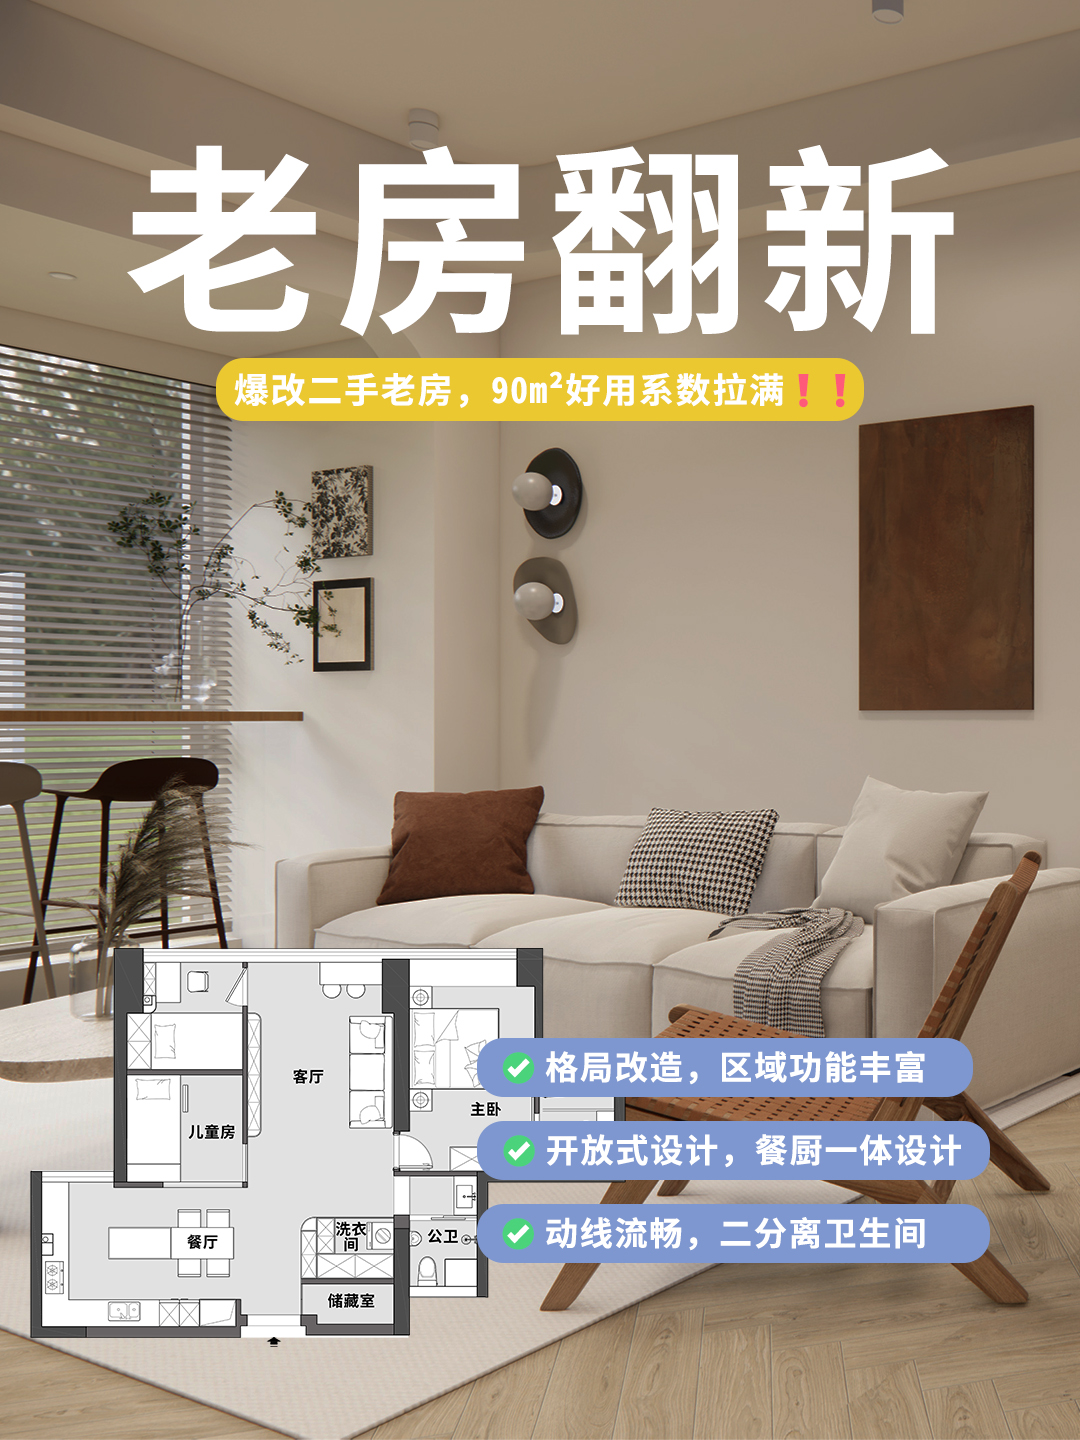 老房翻新
爆改二手老房，90㎡好用系数拉满❗❗
客厅
主卧
儿童房
餐厅
洗衣
间
公卫
储藏室
格局改造，区域功能丰富
开放式设计，餐厨一体设计
动线流畅，二分离卫生间